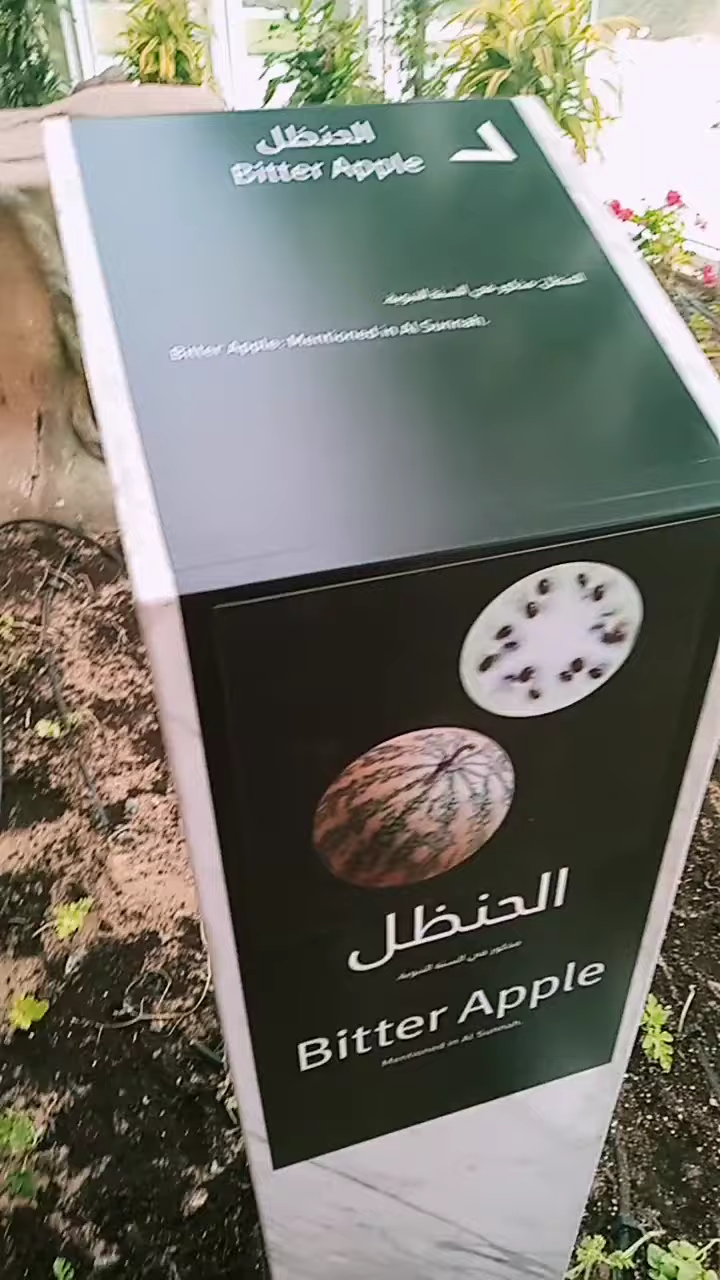 الحنظل
Bitter Apple
الحنظل: مذكور في السنة النبوية.
Bitter Apple: Mentioned in Al Sunnah.
الحنظل
مذكور في السنة النبوية.
Bitter Apple
Mentioned in Al Sunnah.